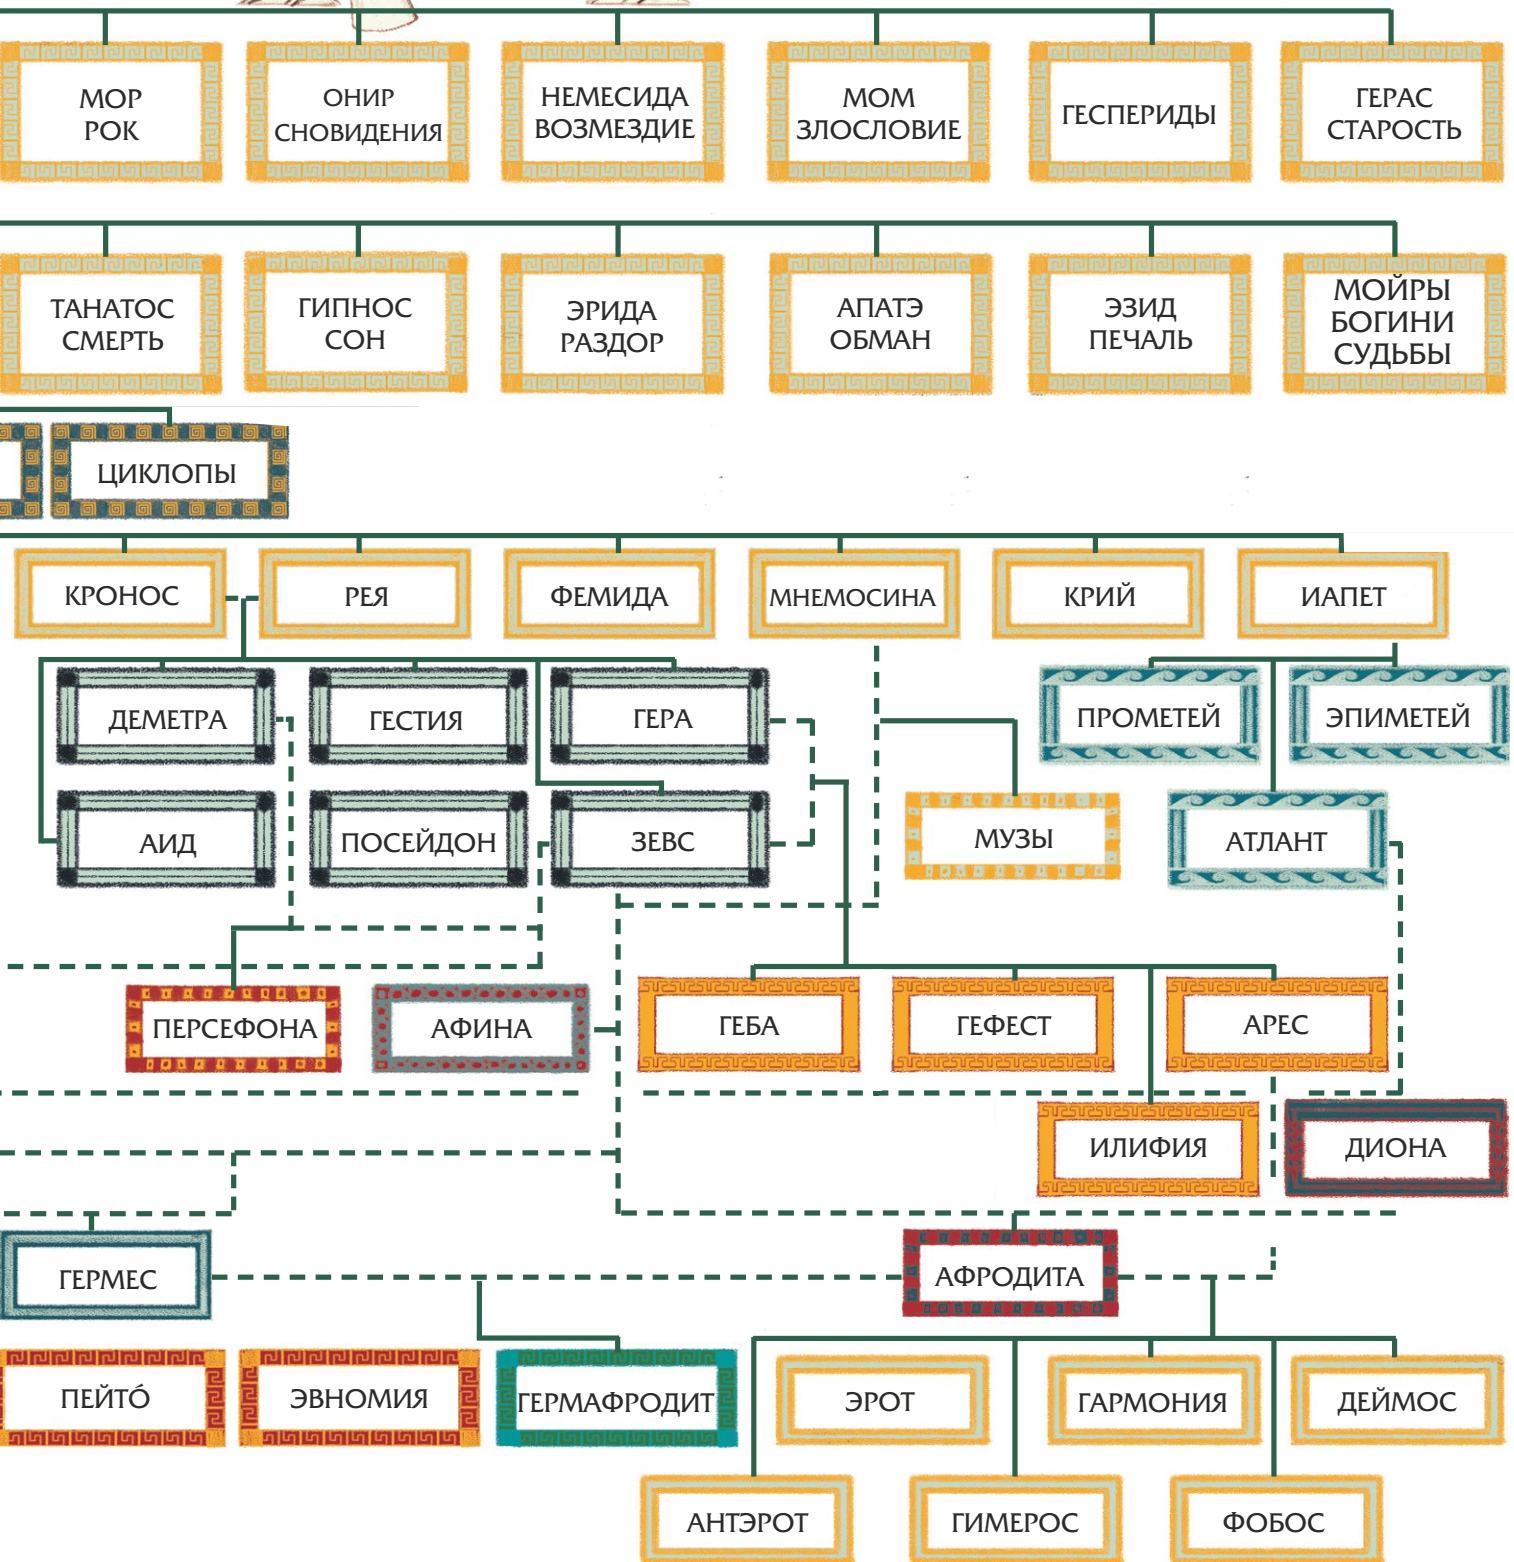 МОР
РОК
ОНИР
СНОВИДЕНИЯ
НЕМЕСИДА
ВОЗМЕЗДИЕ
МОМ
ЗЛОСЛОВИЕ
ГЕСПЕРИДЫ
ГЕРАС
СТАРОСТЬ
ТАНАТОС
СМЕРТЬ
ГИПНОС
СОН
ЭРИДА
РАЗДОР
АПАТЭ
ОБМАН
ЭЗИД
ПЕЧАЛЬ
МОЙРЫ
БОГИНИ
СУДЬБЫ
ЦИКЛОПЫ
КРОНОС
РЕЯ
ФЕМИДА
МНЕМОСИНА
КРИЙ
ИАПЕТ
ДЕМЕТРА
ГЕСТИЯ
ГЕРА
ПРОМЕТЕЙ
ЭПИМЕТЕЙ
АИД
ПОСЕЙДОН
ЗЕВС
МУЗЫ
АТЛАНТ
ПЕРСЕФОНА
АФИНА
ГЕБА
ГЕФЕСТ
АРЕС
ИЛИФИЯ
ДИОНА
ГЕРМЕС
АФРОДИТА
ПЕЙТО́
ЭВНОМИЯ
ГЕРМАФРОДИТ
ЭРОТ
ГАРМОНИЯ
ДЕЙМОС
АНТЭРОТ
ГИМЕРОС
ФОБОС